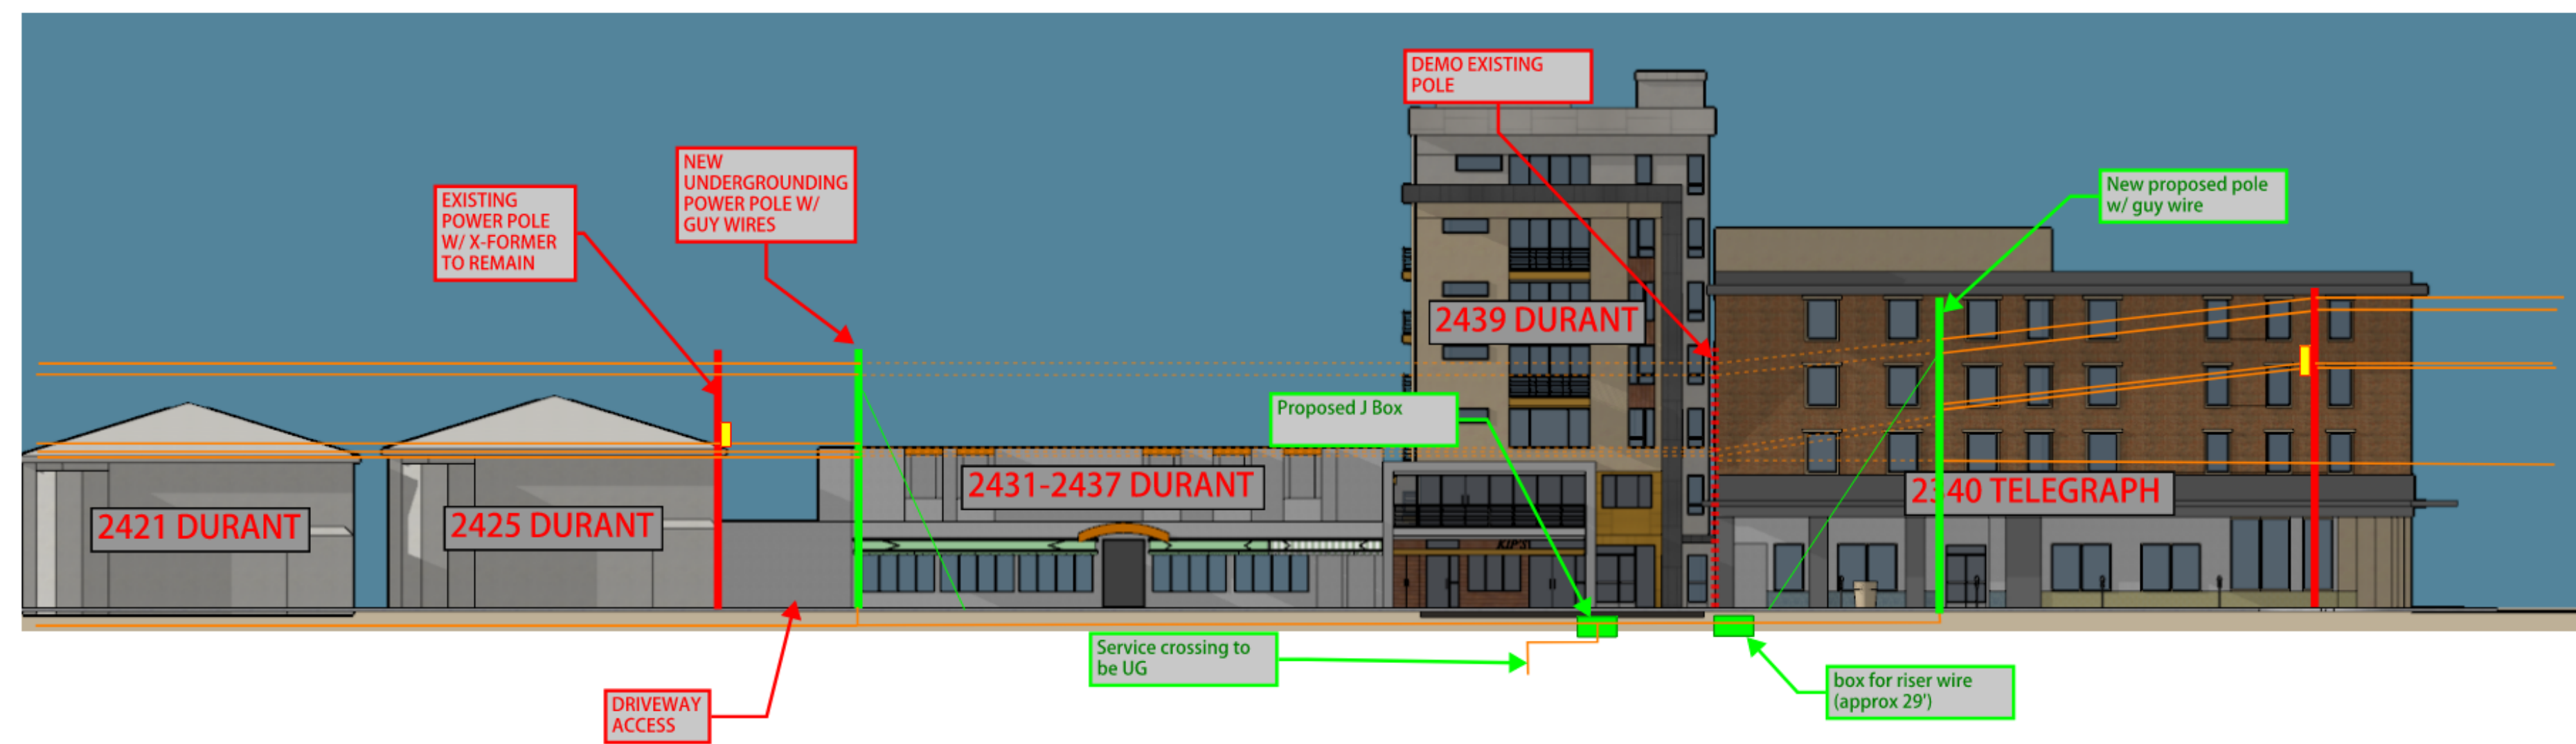 DEMO EXISTING
POLE
NEW
UNDERGROUNDING
POWER POLE W/
GUY WIRES
EXISTING
POWER POLE
W/ X-FORMER
TO REMAIN
New proposed pole
w/ guy wire
2439 DURANT
Proposed J Box
2421 DURANT
2425 DURANT
2431-2437 DURANT
2340 TELEGRAPH
KIP'S
Service crossing to
be UG
box for riser wire
(approx 29')
DRIVEWAY
ACCESS